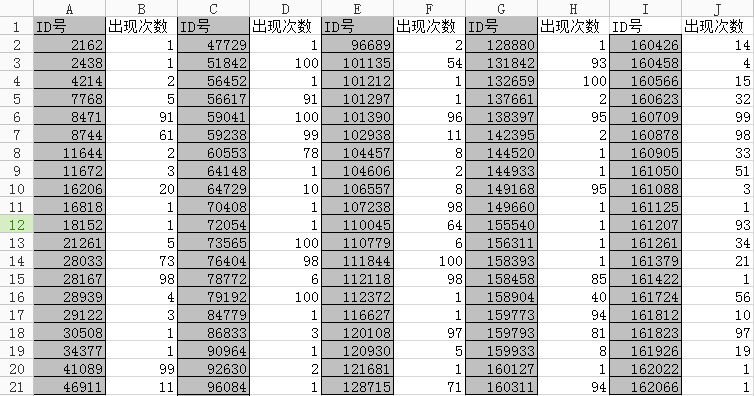 A B C D E F G H I J
1 ID号 出现次数 ID号 出现次数 ID号 出现次数 ID号 出现次数 ID号 出现次数
2 2162 1 47729 1 96689 2 128880 1 160426 14
3 2438 1 51842 100 101135 54 131842 93 160458 4
4 4214 2 56452 1 101212 1 132659 100 160566 15
5 7768 5 56617 91 101297 1 137661 2 160623 32
6 8471 91 59041 100 101390 96 138397 95 160709 99
7 8744 61 59238 99 102938 11 142395 2 160878 98
8 11644 2 60553 78 104457 8 144520 1 160905 33
9 11672 3 64148 1 104606 2 144933 1 161050 51
10 16206 20 64729 10 106557 8 149168 95 161088 3
11 16818 1 70408 1 107238 98 149660 1 161125 1
12 18152 1 72054 1 110045 64 155540 1 161207 93
13 21261 5 73565 100 110779 6 156311 1 161261 34
14 28033 73 76404 98 111844 100 158393 1 161379 21
15 28167 98 78772 6 112118 98 158458 85 161422 1
16 28939 4 79192 100 112372 1 158904 40 161724 56
17 29122 3 84779 1 116627 1 159773 94 161812 10
18 30508 1 86833 3 120108 97 159793 81 161823 97
19 34377 1 90964 1 120930 5 159933 8 161926 19
20 41089 99 92630 2 121681 1 160127 1 162022 1
21 46911 11 96084 1 128715 71 160311 94 162066 1